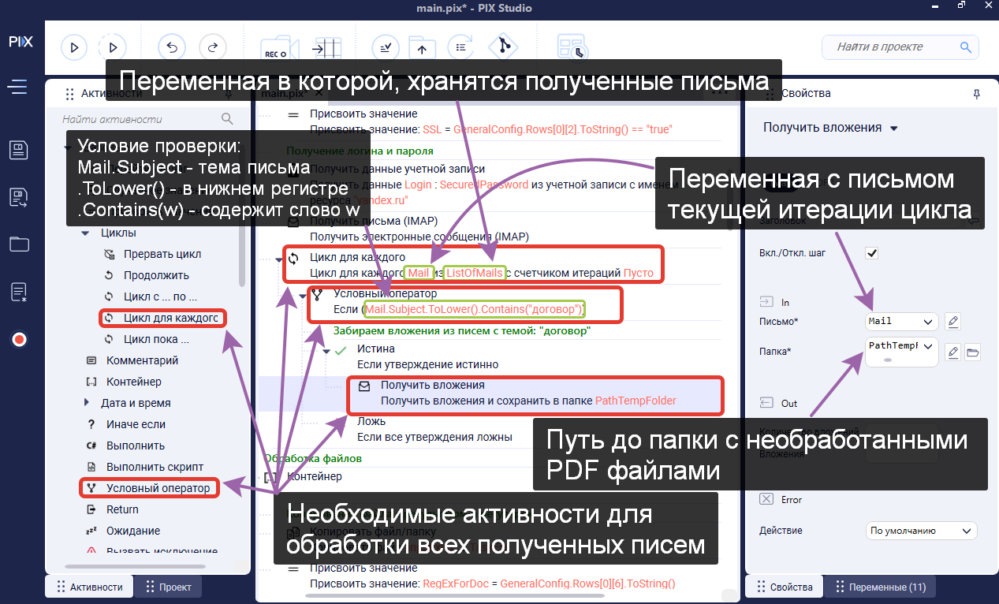 main.pix* - PIX Studio
PIX
REC
Найти в проекте
Переменная в которой, хранятся полученные письма
Активности
main.pix*
Свойства
Найти активности
Условие проверки:
Mail.Subject - тема письма
.ToLower() - в нижнем регистре
.Contains(w) - содержит слово w
Циклы
Прервать цикл
Продолжить
Цикл с ... по ...
Цикл для каждого
Цикл пока ...
Комментарий
Контейнер
Дата и время
Иначе если
C# Выполнить
Выполнить скрипт
Условный оператор
Return
Ожидание
Вызвать исключение
Активности
Проект
Присвоить значение
Присвоить значение: SSL = GeneralConfig.Rows[0][2].ToString() == "true"
Получение логина и пароля
Получить данные учетной записи
Получить данные Login : SecuredPassword из учетной записи с именем
ресурса "yandex.ru"
Получить письма (IMAP)
Получить электронные сообщения (IMAP)
Цикл для каждого
Цикл для каждого Mail из ListOfMails с счетчиком итераций Пусто
Условный оператор
Если (Mail.Subject.ToLower().Contains("договор"))
Забираем вложения из писем с темой: "договор"
Истина
Если утверждение истинно
Получить вложения
Получить вложения и сохранить в папке PathTempFolder
Ложь
Если все утверждения ложны
Обработка файлов
Контейнер
Необходимые активности для
обработки всех полученных писем
Копировать файл/папку
Присвоить значение
Присвоить значение: RegExForDoc = GeneralConfig.Rows[0][6].ToString()
Получить вложения
Переменная с письмом
текущей итерации цикла
Заголовок
Вкл./Откл. шаг
In
Письмо*
Mail
Папка*
PathTempF
Out
Количество вложений
Вложения
Путь до папки с необработанными
PDF файлами
Error
Действие
По умолчанию
Свойства
Переменные (11)